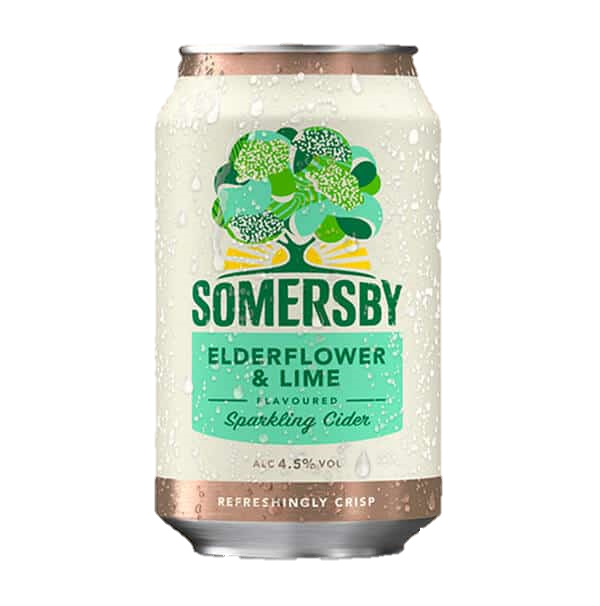 SOMERSBY
ELDERFLOWER
& LIME
FLAVOURED
Sparkling Cider
ALC 4.5% VOL
REFRESHINGLY CRISP